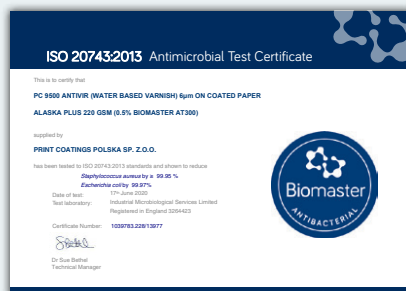 ISO 20743:2013 Antimicrobial Test Certificate
This is to certify that
PC 9500 ANTIVIR (WATER BASED VARNISH) 6µm ON COATED PAPER
ALASKA PLUS 220 GSM (0.5% BIOMASTER AT300)
supplied by
PRINT COATINGS POLSKA SP. Z.O.O.
has been tested to ISO 20743:2013 standards and shown to reduce
Staphylococcus aureus by ≥ 99.95 %
Escherichia coli by 99.97%
Date of test: 17th June 2020
Test laboratory: Industrial Microbiological Services Limited
Registered in England 3264423
Certificate Number: 1039783.228/13977
Dr Sue Bethel
Technical Manager
Biomaster
ANTIBACTERIAL